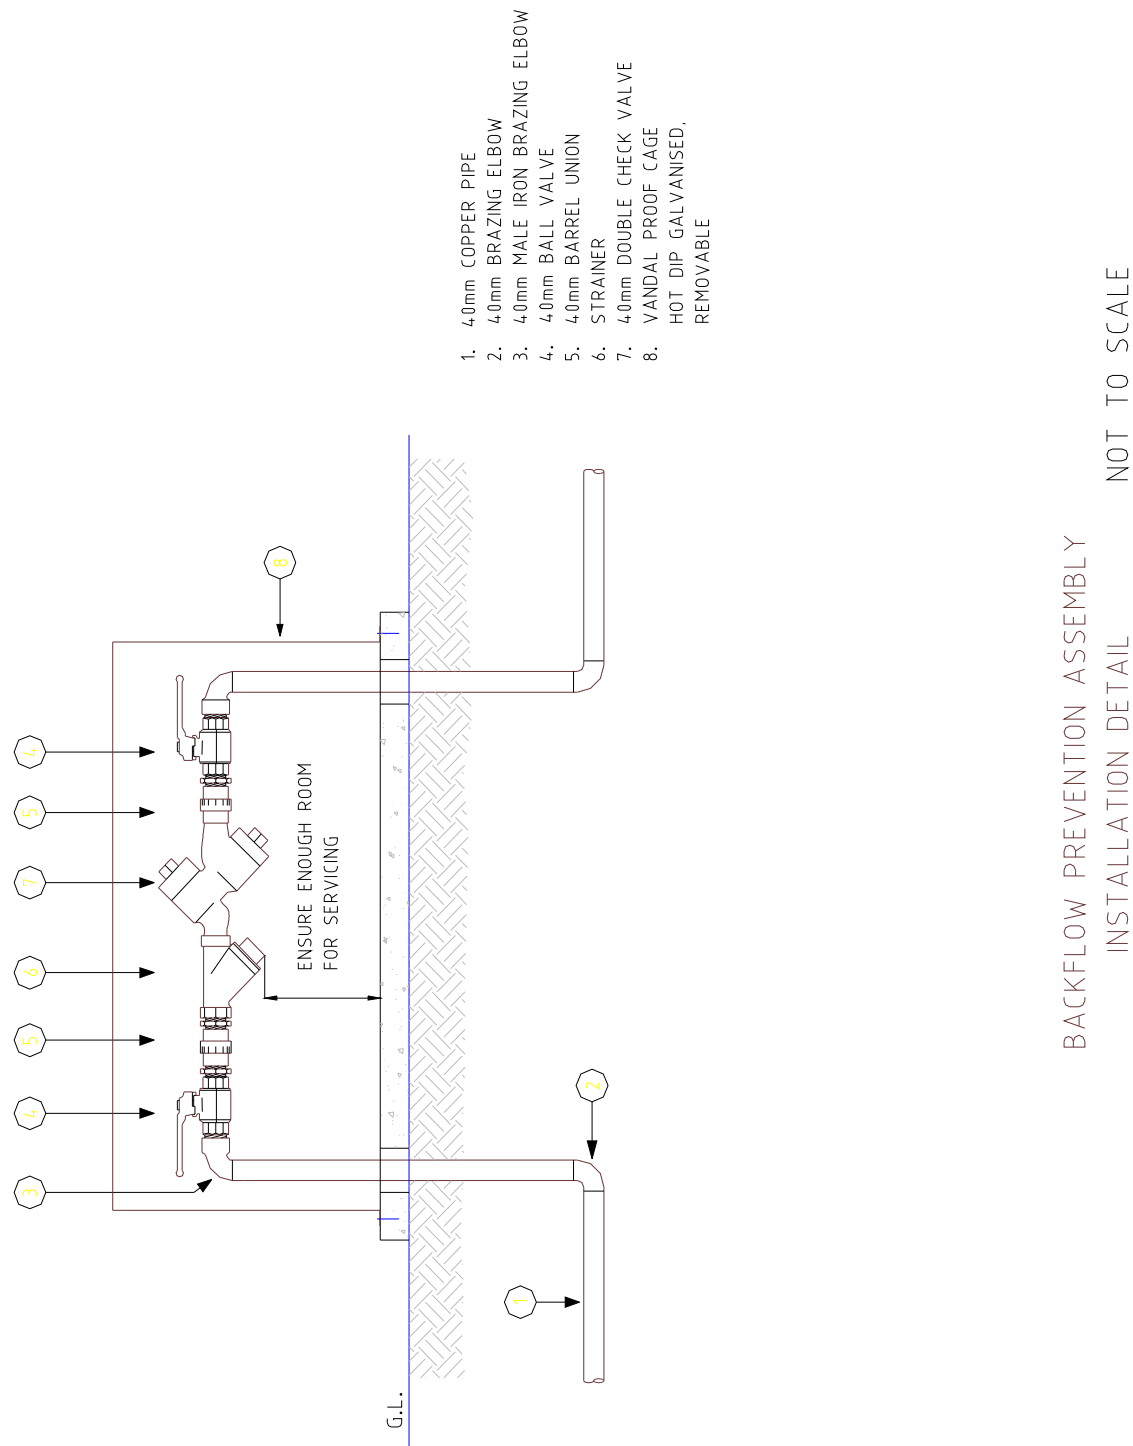 4
5
7
6
5
4
3
8
ENSURE ENOUGH ROOM
FOR SERVICING
G.L.
1
2
1. 40mm COPPER PIPE
2. 40mm BRAZING ELBOW
3. 40mm MALE IRON BRAZING ELBOW
4. 40mm BALL VALVE
5. 40mm BARREL UNION
6. STRAINER
7. 40mm DOUBLE CHECK VALVE
8. VANDAL PROOF CAGE
HOT DIP GALVANISED,
REMOVABLE
BACKFLOW PREVENTION ASSEMBLY
INSTALLATION DETAIL
NOT TO SCALE